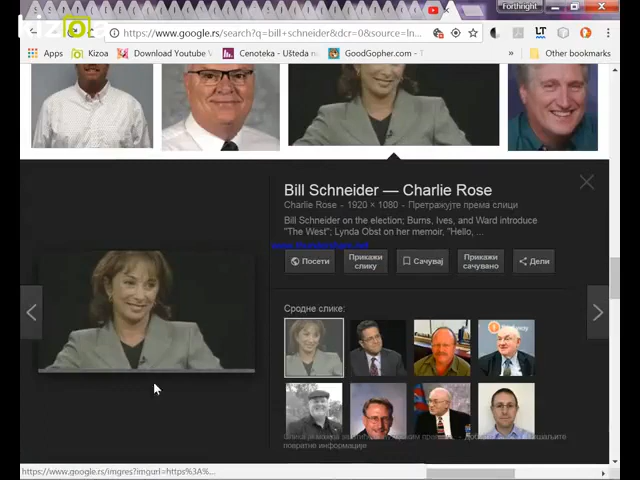 Forthright
kizoa
https://www.google.rs/search?q=bill+schneider&dcr=0&source=ln...
Apps Kizoa Download Youtube V Cenoteka - Ušteda n GoodGopher.com - T » Other bookmarks
Bill Schneider — Charlie Rose
Charlie Rose - 1920 × 1080 - Претражујте према слици
Bill Schneider on the election; Burns, Ives, and Ward introduce
"The West"; Lynda Obst on her memoir, "Hello, ...
Посети
Прикажи
слику
Сачувај
Прикажи
сачувано
Дели
Сродне слике:
повратне информације
https://www.google.rs/imgres?imgurl=https%3A%...